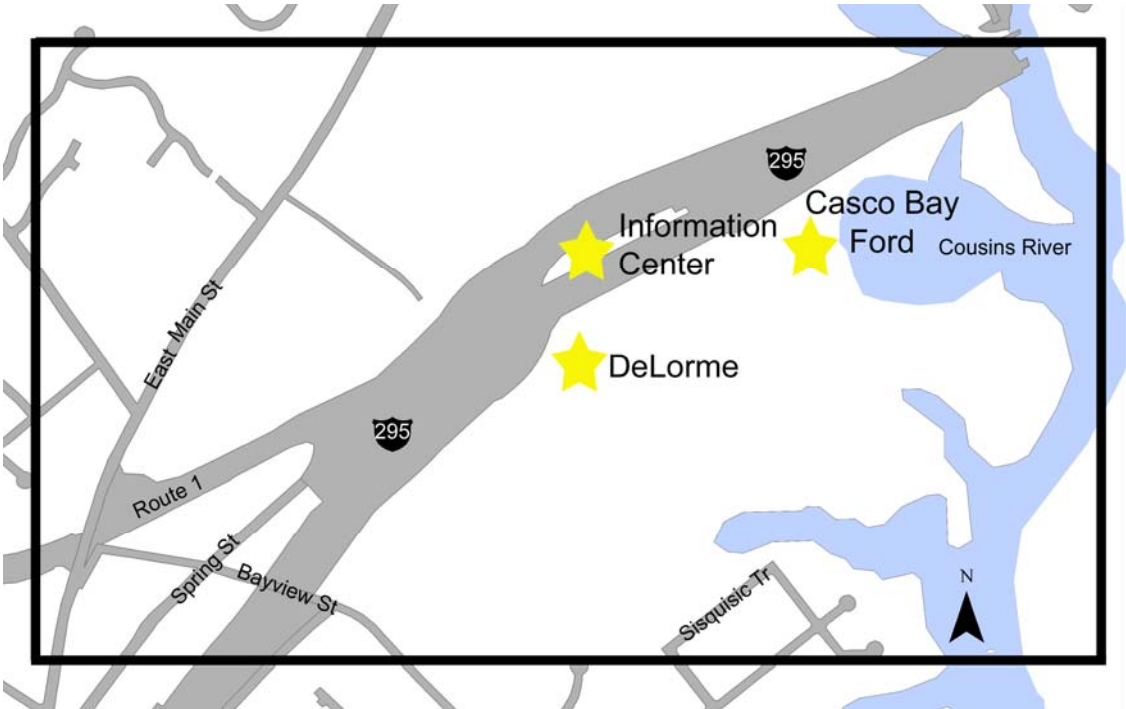 295
Casco Bay
Ford
Information
Center
Cousins River
East Main St
DeLorme
295
Route 1
Spring St
Bayview St
Sisquisic Tr
N